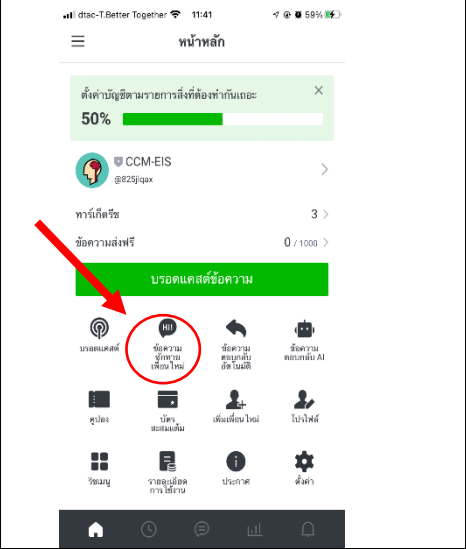 dtac-T.Better Together 11:41 59%
หน้าหลัก
ตั้งค่าบัญชีตามรายการสิ่งที่ต้องทำกันเถอะ
50%
CCM-EIS
@825jlqax
ทาร์เก็ตรีช 3
ข้อความส่งฟรี 0 / 1000
บรอดแคสต์ข้อความ
HI!
บรอดแคสต์
ข้อความ
ทักทาย
เพื่อนใหม่
ข้อความ
ตอบกลับ
อัตโนมัติ
ข้อความ
ตอบกลับ AI
คูปอง
บัตร
สะสมแต้ม
เพิ่มเพื่อนใหม่
โปรไฟล์
ริชเมนู
รายละเอียด
การใช้งาน
ประกาศ
ตั้งค่า